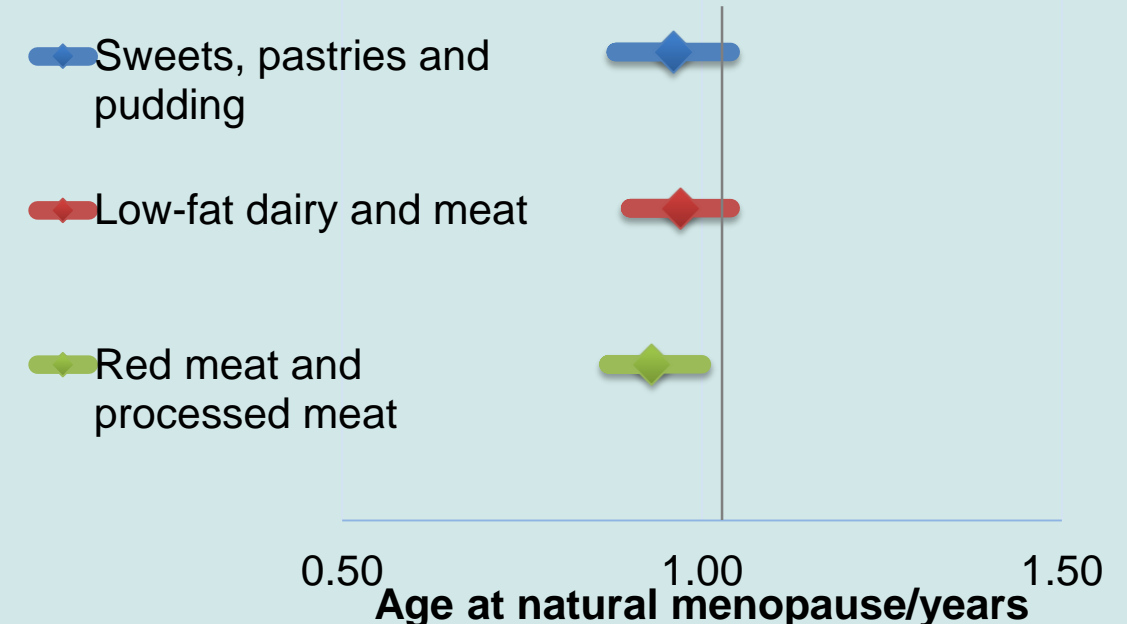 Sweets, pastries and
pudding
Low-fat dairy and meat
Red meat and
processed meat
0.50 1.00 1.50
Age at natural menopause/years